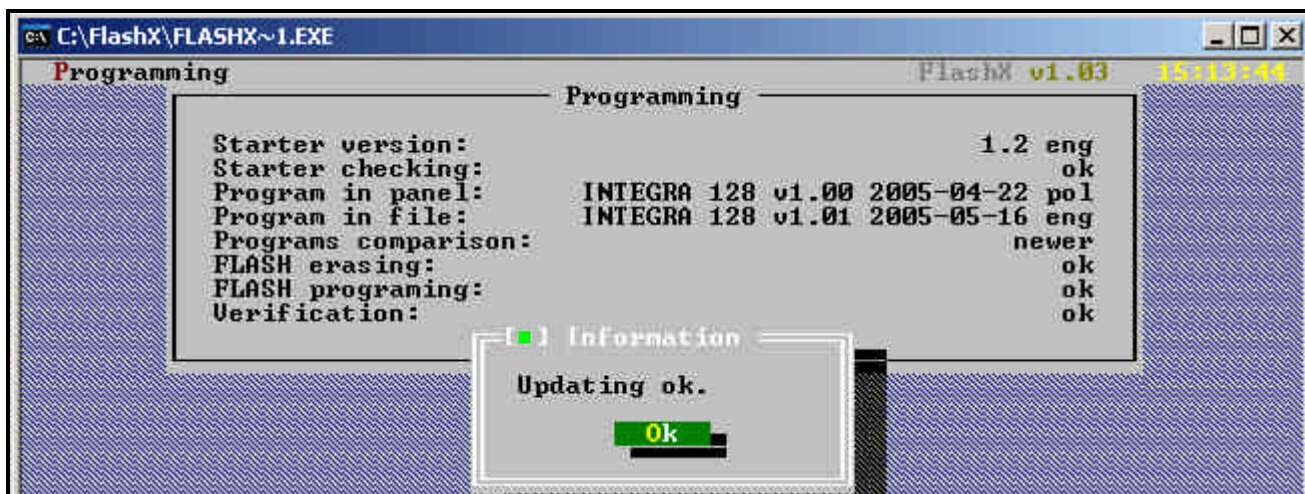 C:\FlashX\FLASHX~1.EXE
Programming FlashX v1.03 15:13:44
Programming
Starter version: 1.2 eng
Starter checking: ok
Program in panel: INTEGRA 128 v1.00 2005-04-22 pol
Program in file: INTEGRA 128 v1.01 2005-05-16 eng
Programs comparison: newer
FLASH erasing: ok
FLASH programing: ok
Verification: ok
[■] Information
Updating ok.
Ok